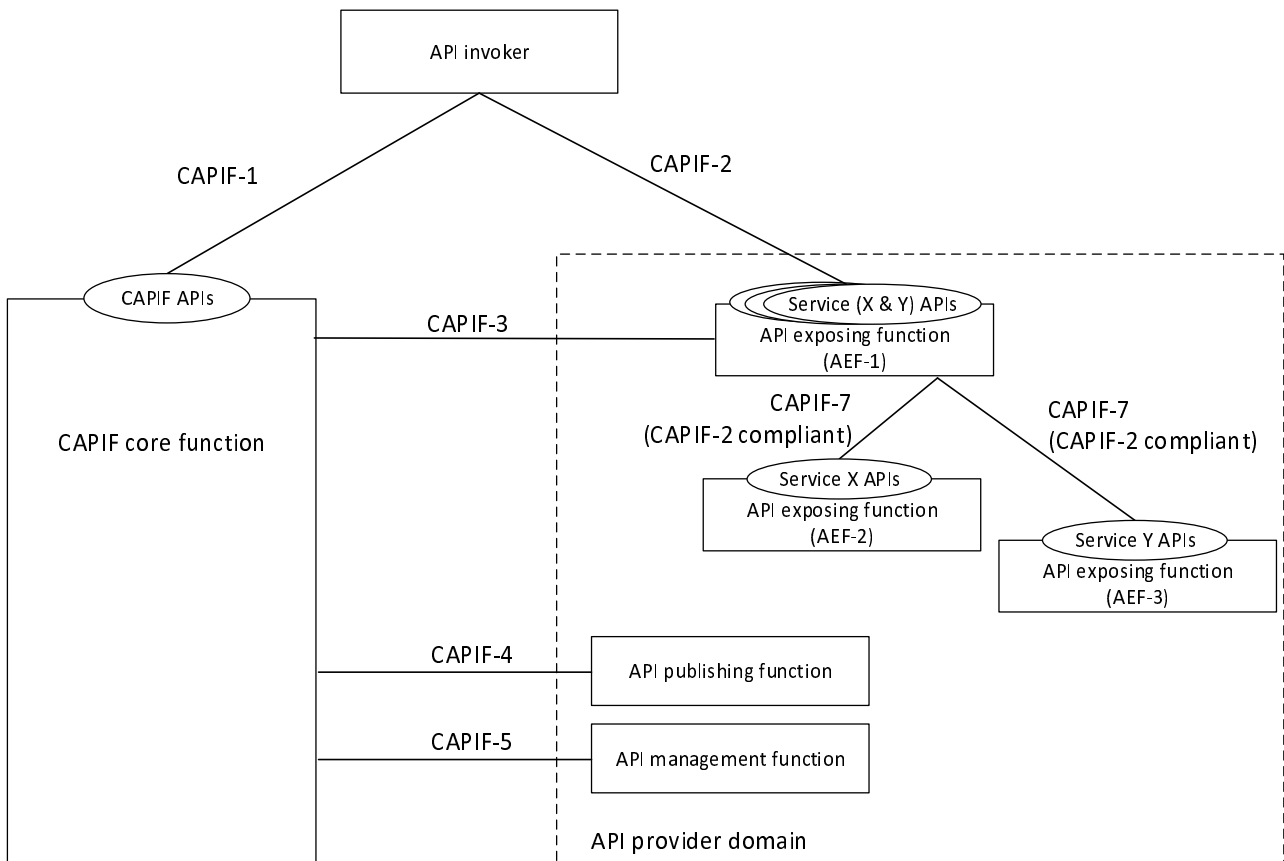 API invoker
CAPIF-1
CAPIF-2
CAPIF APIs
Service (X & Y) APIs
CAPIF-3
API exposing function
(AEF-1)
CAPIF-7
(CAPIF-2 compliant)
CAPIF-7
(CAPIF-2 compliant)
CAPIF core function
Service X APIs
API exposing function
(AEF-2)
Service Y APIs
API exposing function
(AEF-3)
CAPIF-4
API publishing function
CAPIF-5
API management function
API provider domain